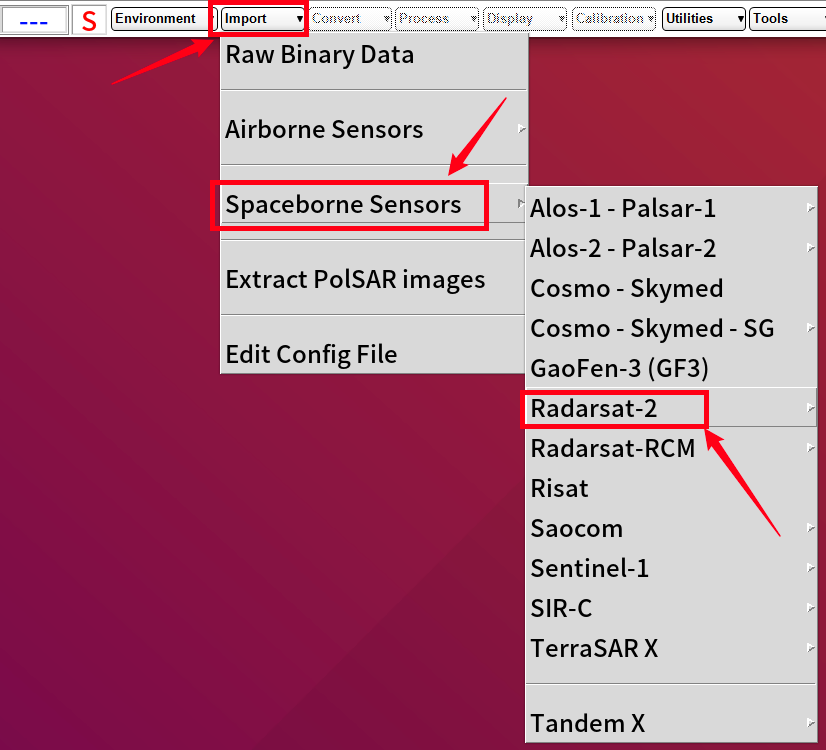 ---
S
Environment
Import
Convert
Process
Display
Calibration
Utilities
Tools
Raw Binary Data
Airborne Sensors
Spaceborne Sensors
Extract PolSAR images
Edit Config File
Alos-1 - Palsar-1
Alos-2 - Palsar-2
Cosmo - Skymed
Cosmo - Skymed - SG
GaoFen-3 (GF3)
Radarsat-2
Radarsat-RCM
Risat
Saocom
Sentinel-1
SIR-C
TerraSAR X
Tandem X